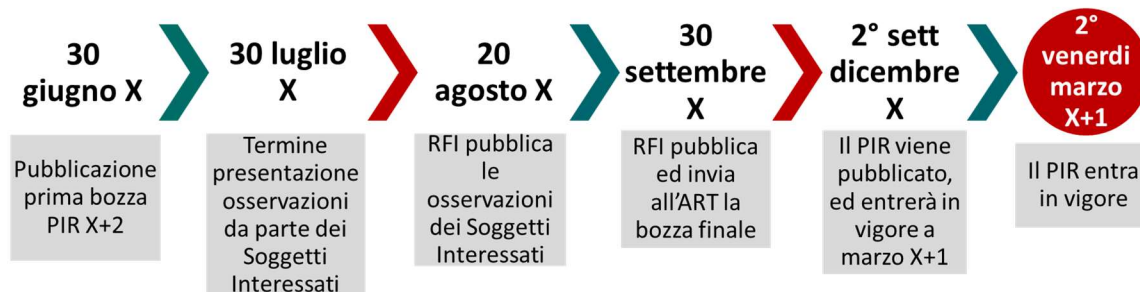 30
giugno X
Pubblicazione
prima bozza
PIR X+2
30 luglio
X
Termine
presentazione
osservazioni
da parte dei
Soggetti
Interessati
20
agosto X
RFI pubblica
le
osservazioni
dei Soggetti
Interessati
30
settembre
X
RFI pubblica
ed invia
all'ART la
bozza finale
2° sett
dicembre
X
Il PIR viene
pubblicato,
ed entrerà in
vigore a
marzo X+1
2°
venerdi
marzo
X+1
Il PIR entra
in vigore